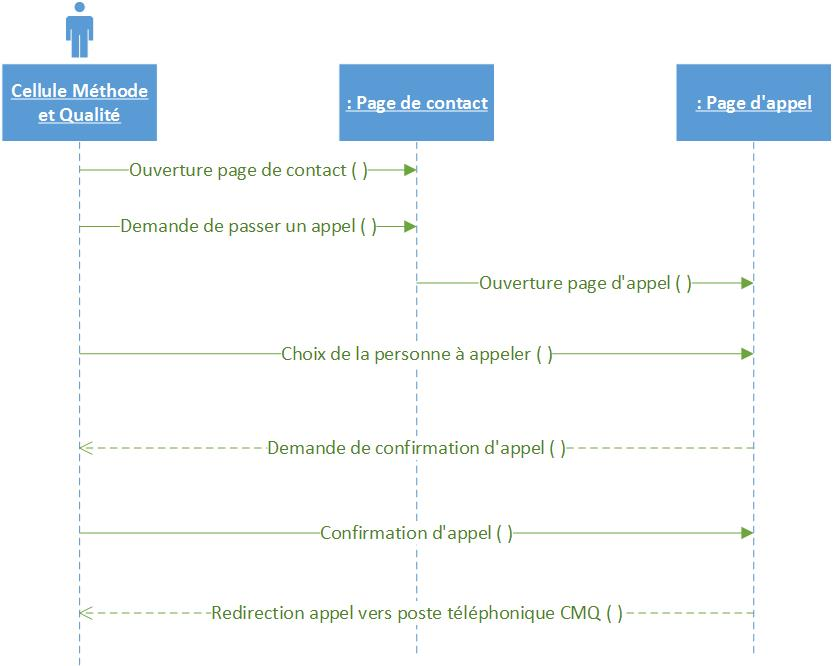 Cellule Méthode
et Qualité
: Page de contact
: Page d'appel
Ouverture page de contact ( )
Demande de passer un appel ( )
Ouverture page d'appel ( )
Choix de la personne à appeler ( )
Demande de confirmation d'appel ( )
Confirmation d'appel ( )
Redirection appel vers poste téléphonique CMQ ( )